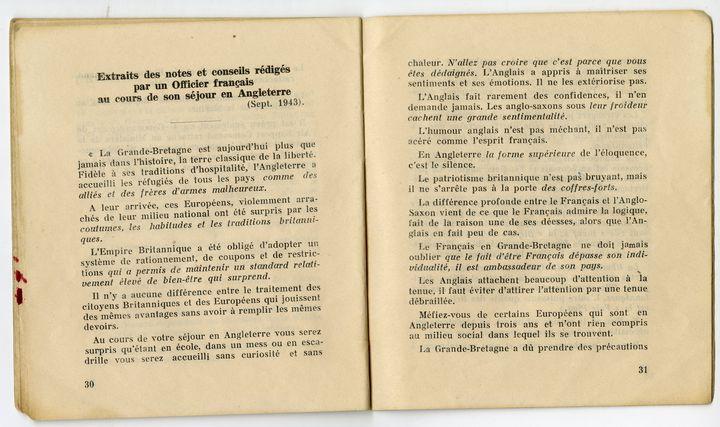 Extraits des notes et conseils rédigés
par un Officier français
au cours de son séjour en Angleterre
(Sept. 1943).
« La Grande-Bretagne est aujourd'hui plus que
jamais dans l'histoire, la terre classique de la liberté.
Fidèle à ses traditions d'hospitalité, l'Angleterre a
accueilli les réfugiés de tous les pays comme des
alliés et des frères d'armes malheureux.
A leur arrivée, ces Européens, violemment arra-
chés de leur milieu national ont été surpris par les
coutumes, les habitudes et les traditions britanni-
ques.
L'Empire Britannique a été obligé d'adopter un
système de rationnement, de coupons et de restric-
tions qui a permis de maintenir un standard relati-
vement élevé de bien-être qui surprend.
Il n'y a aucune différence entre le traitement des
citoyens Britanniques et des Européens qui jouissent
des mêmes avantages sans avoir à remplir les mêmes
devoirs.
Au cours de votre séjour en Angleterre vous serez
surpris qu'étant en école, dans un mess ou en esca-
drille vous serez accueilli sans curiosité et sans
30
chaleur. N'allez pas croire que c'est parce que vous
êtes dédaignés. L'Anglais a appris à maîtriser ses
sentiments et ses émotions. Il ne les extériorise pas.
L'Anglais fait rarement des confidences, il n'en
demande jamais. Les anglo-saxons sous leur froideur
cachent une grande sentimentalité.
L'humour anglais n'est pas méchant, il n'est pas
acéré comme l'esprit français.
En Angleterre la forme supérieure de l'éloquence,
c'est le silence.
Le patriotisme britannique n'est pas bruyant, mais
il ne s'arrête pas à la porte des coffres-forts.
La différence profonde entre le Français et l'Anglo-
Saxon vient de ce que le Français admire la logique,
fait de la raison une de ses déesses, alors que l'An-
glais en fait peu de cas.
Le Français en Grande-Bretagne ne doit jamais
oublier que le fait d'être Français dépasse son indi-
vidualité, il est ambassadeur de son pays.
Les Anglais attachent beaucoup d'attention à la
tenue, il faut éviter d'attirer l'attention par une tenue
débraillée.
Méfiez-vous de certains Européens qui sont en
Angleterre depuis trois ans et n'ont rien compris
au milieu social dans lequel ils se trouvent.
La Grande-Bretagne a dû prendre des précautions
31